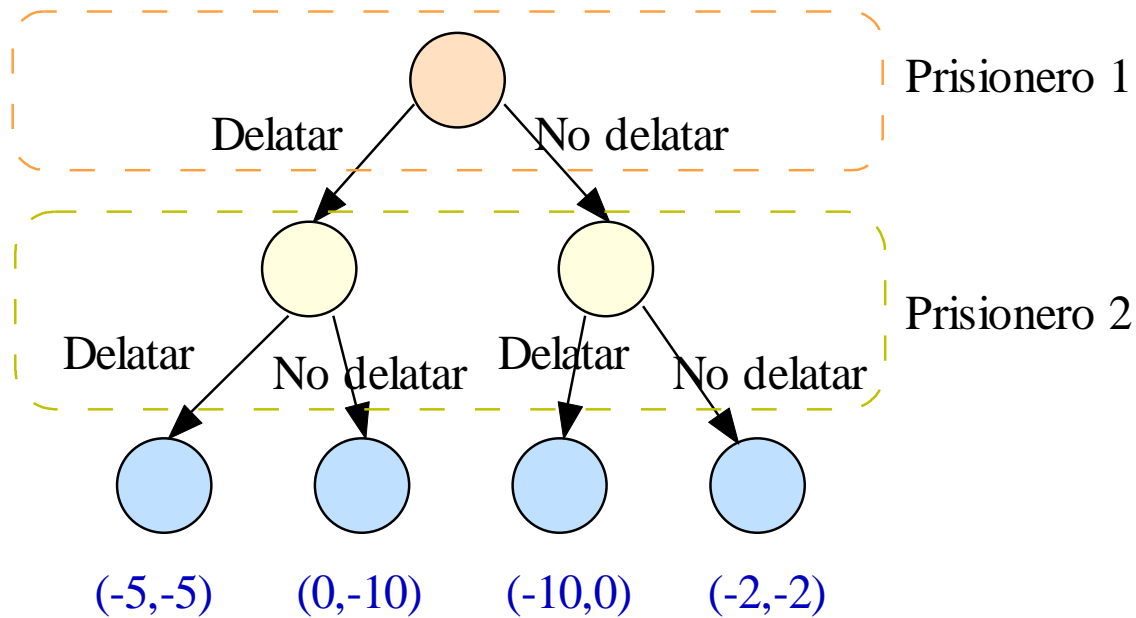 Prisionero 1
Delatar
No delatar
Prisionero 2
Delatar
No delatar
Delatar
No delatar
(-5,-5)
(0,-10)
(-10,0)
(-2,-2)